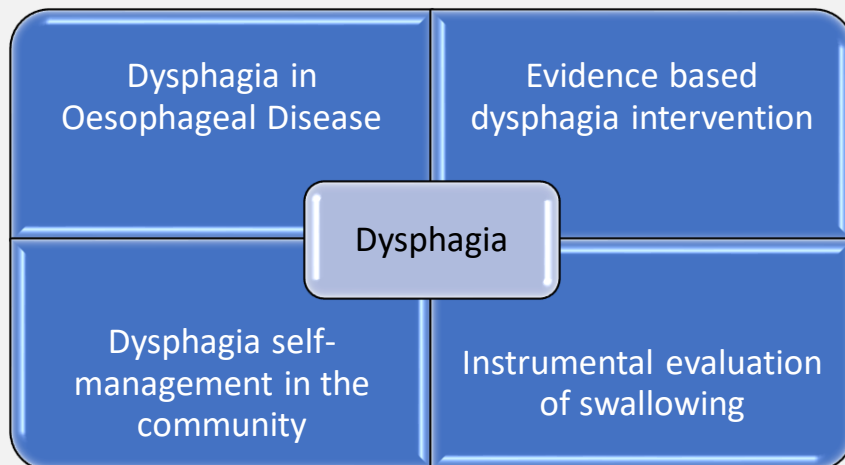 Dysphagia in
Oesophageal Disease
Evidence based
dysphagia intervention
Dysphagia
Dysphagia self-
management in the
community
Instrumental evaluation
of swallowing